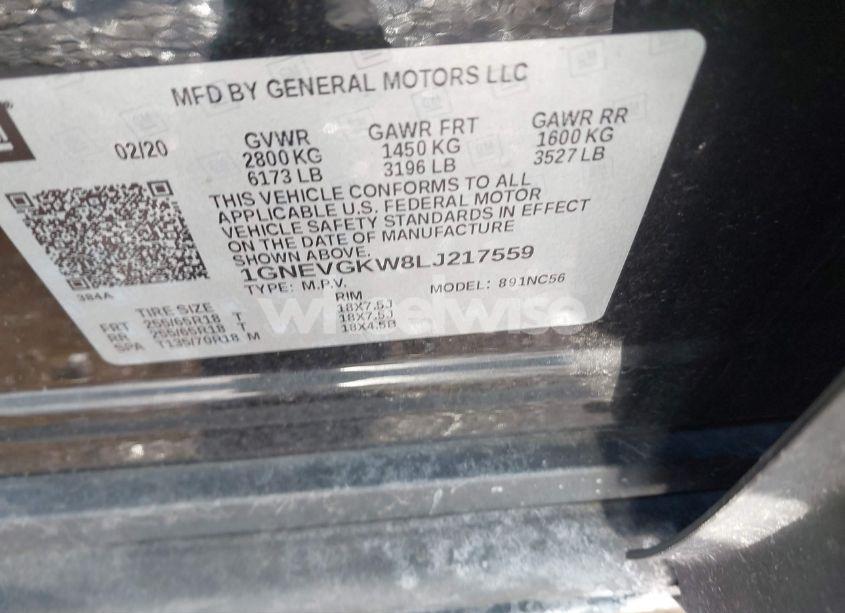 MFD BY GENERAL MOTORS LLC
02/20
GVWR GAWR FRT GAWR RR
2800 KG 1450 KG 1600 KG
6173 LB 3196 LB 3527 LB
THIS VEHICLE CONFORMS TO ALL
APPLICABLE U.S. FEDERAL MOTOR
VEHICLE SAFETY STANDARDS IN EFFECT
ON THE DATE OF MANUFACTURE
SHOWN ABOVE.
1GNEVGKW8LJ217559
TYPE: M.P.V. MODEL: 891NC56
384A
TIRE SIZE RIM
FRT 255/65R18 T 18X7.5J
RR 255/65R18 T 18X7.5J
SPA T135/70R18 M 18X4.5B
wheelwise